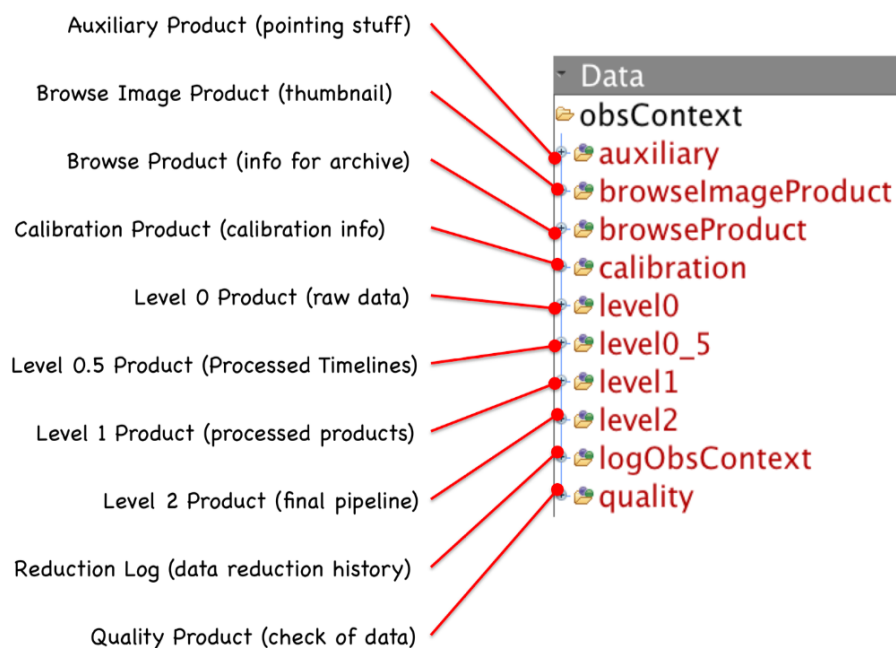 Auxiliary Product (pointing stuff)
Browse Image Product (thumbnail)
Browse Product (info for archive)
Calibration Product (calibration info)
Level 0 Product (raw data)
Level 0.5 Product (Processed Timelines)
Level 1 Product (processed products)
Level 2 Product (final pipeline)
Reduction Log (data reduction history)
Quality Product (check of data)
Data
obsContext
auxiliary
browseImageProduct
browseProduct
calibration
level0
level0_5
level1
level2
logObsContext
quality